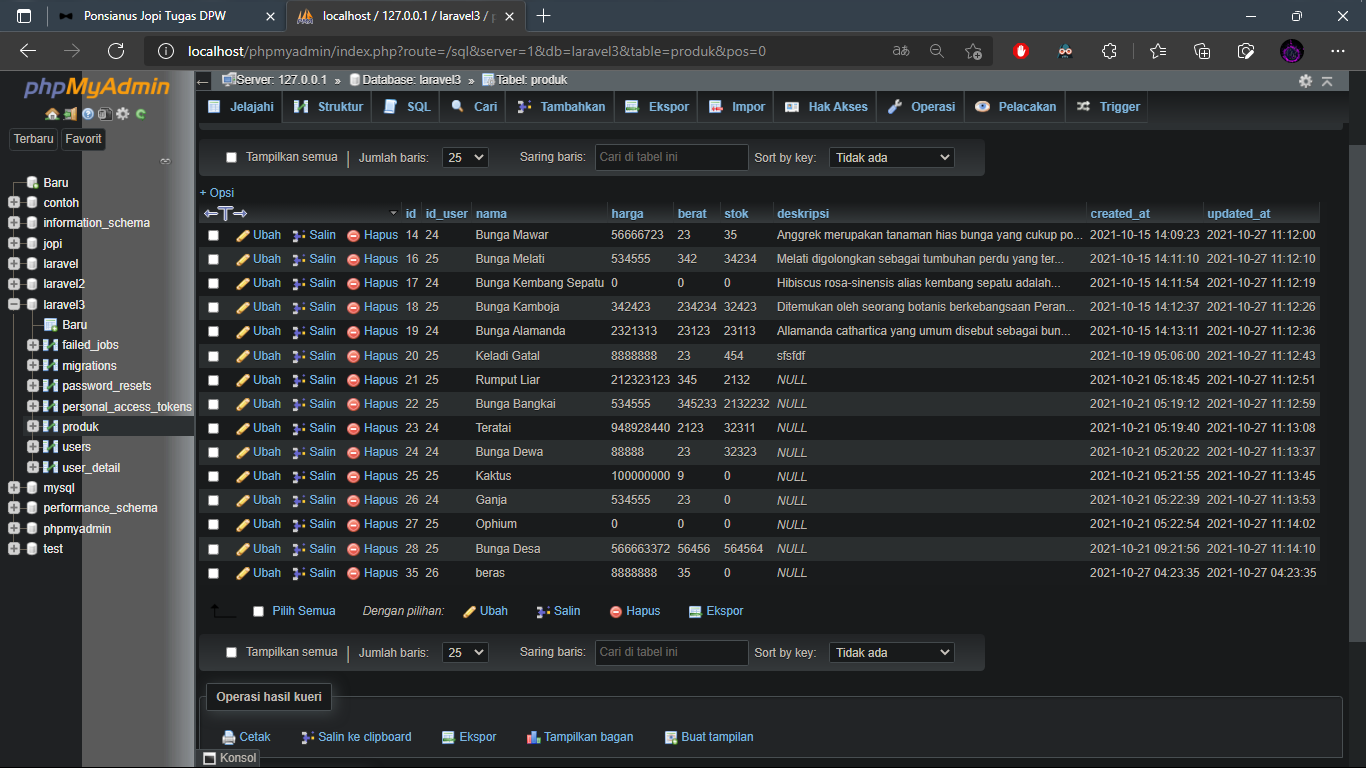 Ponsianus Jopi Tugas DPW
localhost / 127.0.0.1 / laravel3 / p
localhost/phpmyadmin/index.php?route=/sql&server=1&db=laravel3&table=produk&pos=0
phpMyAdmin
Terbaru Favorit
Baru
contoh
information_schema
jopi
laravel
laravel2
laravel3
Baru
failed_jobs
migrations
password_resets
personal_access_tokens
produk
users
user_detail
mysql
performance_schema
phpmyadmin
test
Server: 127.0.0.1 » Database: laravel3 » Tabel: produk
Jelajahi Struktur SQL Cari Tambahkan Ekspor Impor Hak Akses Operasi Pelacakan Trigger
Tampilkan semua | Jumlah baris: 25 Saring baris: Cari di tabel ini Sort by key: Tidak ada
+ Opsi
id id_user nama harga berat stok deskripsi created_at updated_at
Ubah Salin Hapus 14 24 Bunga Mawar 56666723 23 35 Anggrek merupakan tanaman hias bunga yang cukup po... 2021-10-15 14:09:23 2021-10-27 11:12:00
Ubah Salin Hapus 16 25 Bunga Melati 534555 342 34234 Melati digolongkan sebagai tumbuhan perdu yang ter... 2021-10-15 14:11:10 2021-10-27 11:12:10
Ubah Salin Hapus 17 24 Bunga Kembang Sepatu 0 0 0 Hibiscus rosa-sinensis alias kembang sepatu adalah... 2021-10-15 14:11:54 2021-10-27 11:12:19
Ubah Salin Hapus 18 25 Bunga Kamboja 342423 234234 32423 Ditemukan oleh seorang botanis berkebangsaan Peran... 2021-10-15 14:12:37 2021-10-27 11:12:26
Ubah Salin Hapus 19 24 Bunga Alamanda 2321313 23123 23113 Allamanda cathartica yang umum disebut sebagai bun... 2021-10-15 14:13:11 2021-10-27 11:12:36
Ubah Salin Hapus 20 25 Keladi Gatal 8888888 23 454 sfsfdf 2021-10-19 05:06:00 2021-10-27 11:12:43
Ubah Salin Hapus 21 25 Rumput Liar 212323123 345 2132 NULL 2021-10-21 05:18:45 2021-10-27 11:12:51
Ubah Salin Hapus 22 25 Bunga Bangkai 534555 345233 2132232 NULL 2021-10-21 05:19:12 2021-10-27 11:12:59
Ubah Salin Hapus 23 24 Teratai 948928440 2123 32311 NULL 2021-10-21 05:19:40 2021-10-27 11:13:08
Ubah Salin Hapus 24 24 Bunga Dewa 88888 23 32323 NULL 2021-10-21 05:20:22 2021-10-27 11:13:37
Ubah Salin Hapus 25 25 Kaktus 100000000 9 0 NULL 2021-10-21 05:21:55 2021-10-27 11:13:45
Ubah Salin Hapus 26 24 Ganja 534555 23 0 NULL 2021-10-21 05:22:39 2021-10-27 11:13:53
Ubah Salin Hapus 27 25 Ophium 0 0 0 NULL 2021-10-21 05:22:54 2021-10-27 11:14:02
Ubah Salin Hapus 28 25 Bunga Desa 566663372 56456 564564 NULL 2021-10-21 09:21:56 2021-10-27 11:14:10
Ubah Salin Hapus 35 26 beras 8888888 35 0 NULL 2021-10-27 04:23:35 2021-10-27 04:23:35
Pilih Semua Dengan pilihan: Ubah Salin Hapus Ekspor
Tampilkan semua | Jumlah baris: 25 Saring baris: Cari di tabel ini Sort by key: Tidak ada
Operasi hasil kueri
Cetak Salin ke clipboard Ekspor Tampilkan bagan Buat tampilan
Konsol